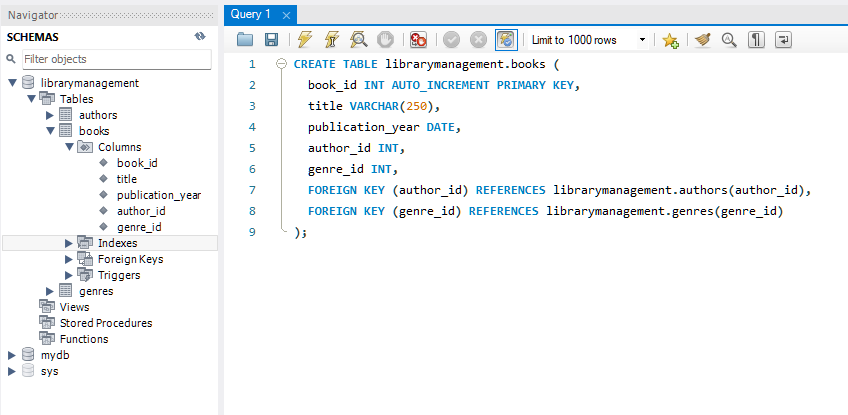 Navigator
SCHEMAS
Filter objects
librarymanagement
Tables
authors
books
Columns
book_id
title
publication_year
author_id
genre_id
Indexes
Foreign Keys
Triggers
genres
Views
Stored Procedures
Functions
mydb
sys
Query 1
Limit to 1000 rows
1 CREATE TABLE librarymanagement.books (
2 book_id INT AUTO_INCREMENT PRIMARY KEY,
3 title VARCHAR(250),
4 publication_year DATE,
5 author_id INT,
6 genre_id INT,
7 FOREIGN KEY (author_id) REFERENCES librarymanagement.authors(author_id),
8 FOREIGN KEY (genre_id) REFERENCES librarymanagement.genres(genre_id)
9 );